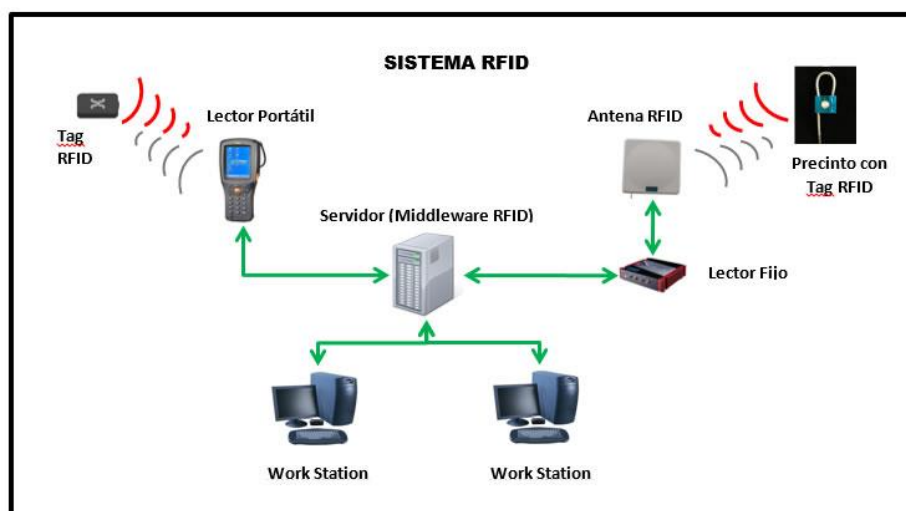 SISTEMA RFID
Tag
RFID
Lector Portátil
Antena RFID
Precinto con
Tag RFID
Servidor (Middleware RFID)
Lector Fijo
Work Station
Work Station